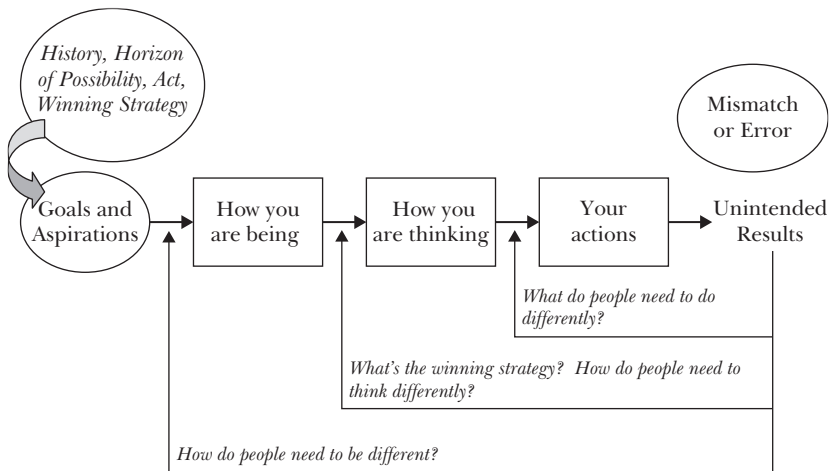 History, Horizon
of Possibility, Act,
Winning Strategy
Mismatch
or Error
Goals and
Aspirations
How you
are being
How you
are thinking
Your
actions
Unintended
Results
What do people need to do
differently?
What's the winning strategy? How do people need to
think differently?
How do people need to be different?